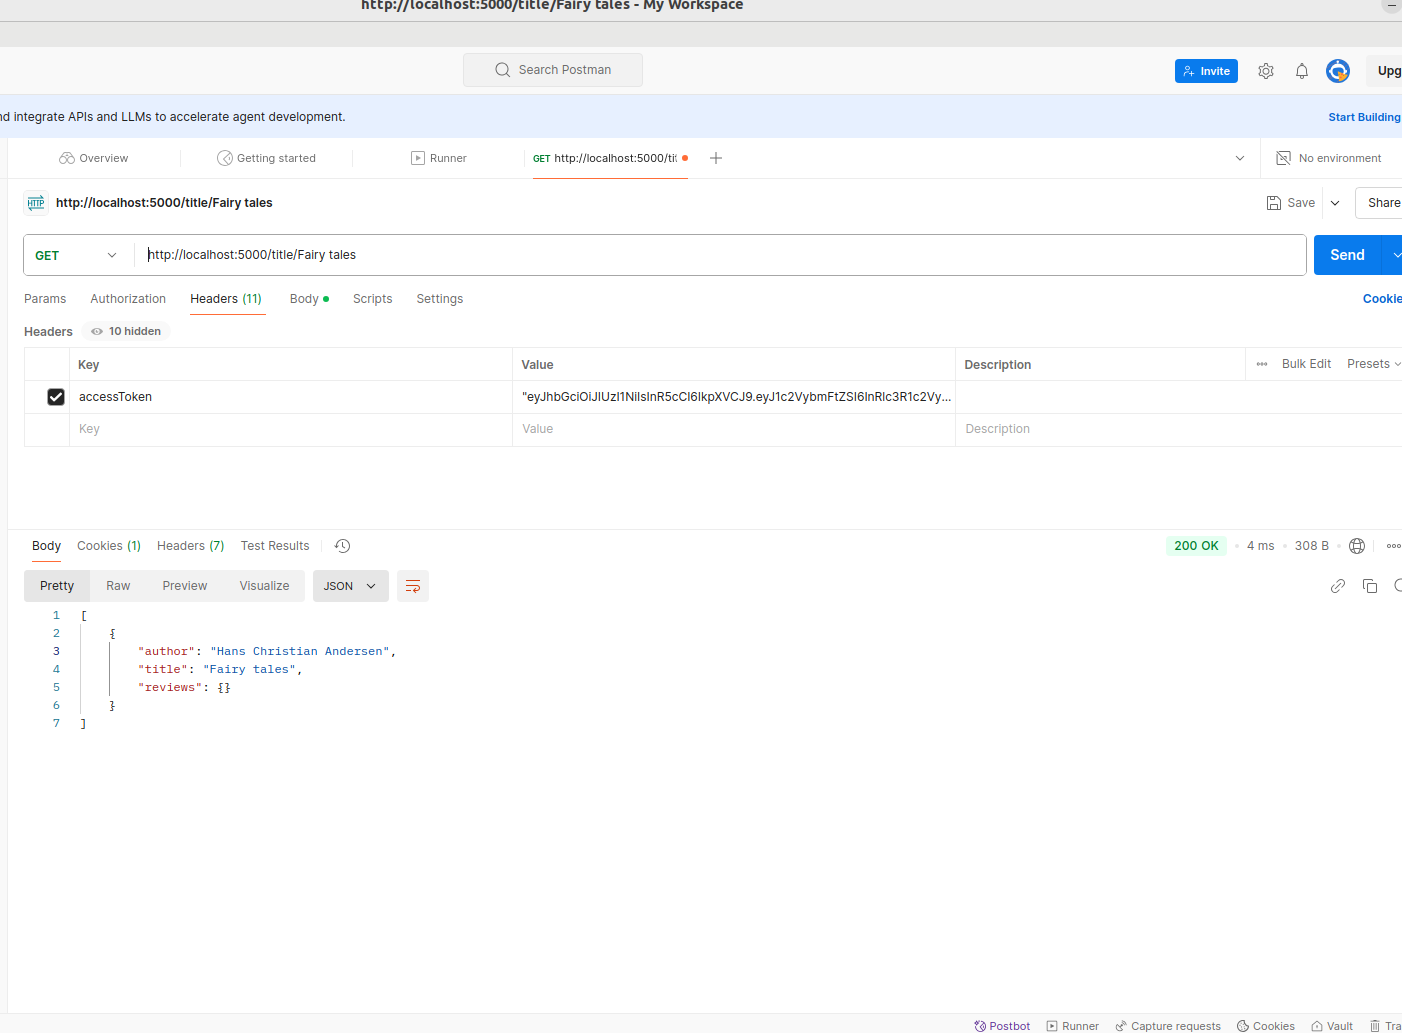 http://localhost:5000/title/Fairy tales - My Workspace
Search Postman
Invite
Upg
nd integrate APIs and LLMs to accelerate agent development.
Start Building
Overview
Getting started
Runner
GET http://localhost:5000/tit
No environment
HTTP http://localhost:5000/title/Fairy tales
Save
Share
GET
http://localhost:5000/title/Fairy tales
Send
Params
Authorization
Headers (11)
Body
Scripts
Settings
Cookie
Headers
10 hidden
Key
Value
Description
Bulk Edit
Presets
accessToken
"eyJhbGciOiJIUzI1NiIsInR5cCI6IkpXVCJ9.eyJ1c2VybmFtZSI6InRlc3R1c2Vy...
Key
Value
Description
Body
Cookies (1)
Headers (7)
Test Results
200 OK
4 ms
308 B
Pretty
Raw
Preview
Visualize
JSON
1 [
2 {
3 "author": "Hans Christian Andersen",
4 "title": "Fairy tales",
5 "reviews": {}
6 }
7 ]
Postbot
Runner
Capture requests
Cookies
Vault
Tra